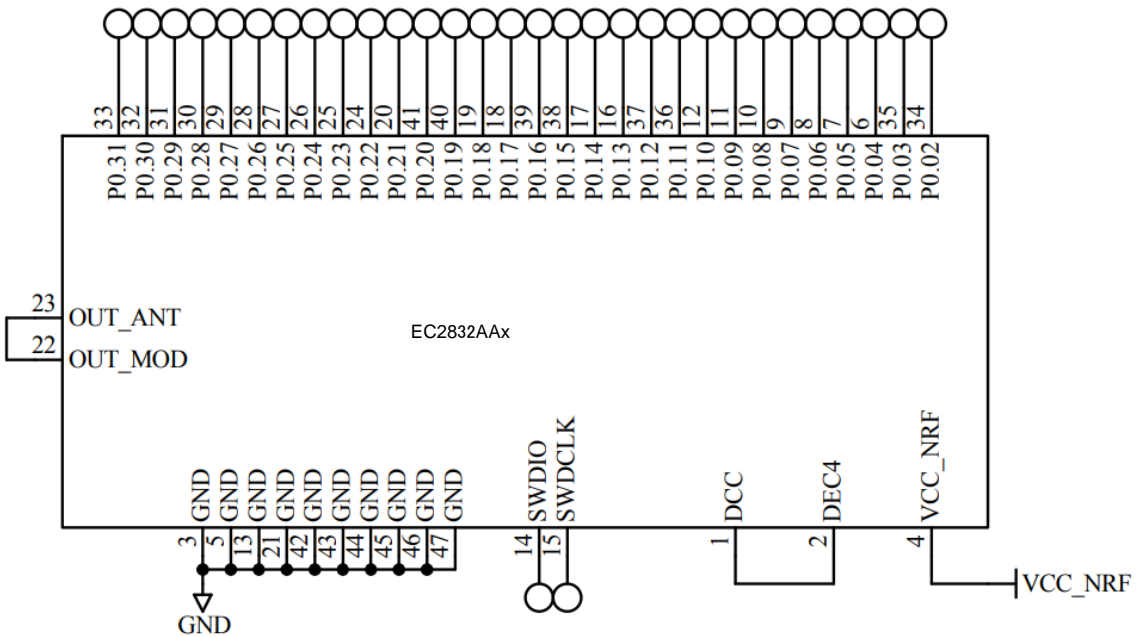 33 32 31 30 29 28 27 26 25 24 20 41 40 19 18 39 38 17 16 37 36 12 11 10 9 8 7 6 35 34
P0.31 P0.30 P0.29 P0.28 P0.27 P0.26 P0.25 P0.24 P0.23 P0.22 P0.21 P0.20 P0.19 P0.18 P0.17 P0.16 P0.15 P0.14 P0.13 P0.12 P0.11 P0.10 P0.09 P0.08 P0.07 P0.06 P0.05 P0.04 P0.03 P0.02
23 OUT_ANT
EC2832AAx
22 OUT_MOD
GND GND GND GND GND GND GND GND GND GND SWDIO SWDCLK DCC DEC4 VCC_NRF
3 5 13 21 42 43 44 45 46 47 14 15 1 2 4
VCC_NRF
GND